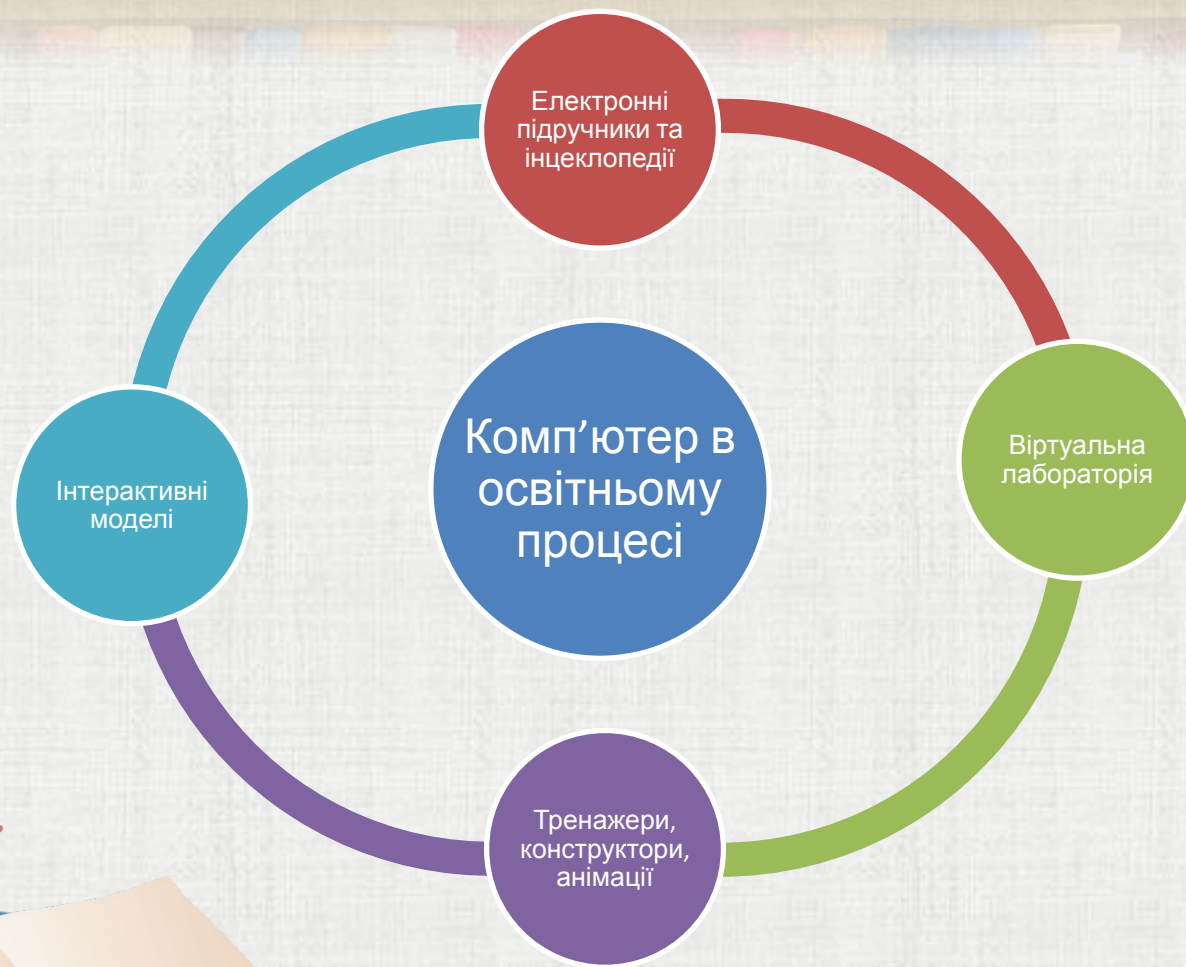 Електронні
підручники та
інцеклопедії
Віртуальна
лабораторія
Комп’ютер в
освітньому
процесі
Інтерактивні
моделі
Тренажери,
конструктори,
анімації